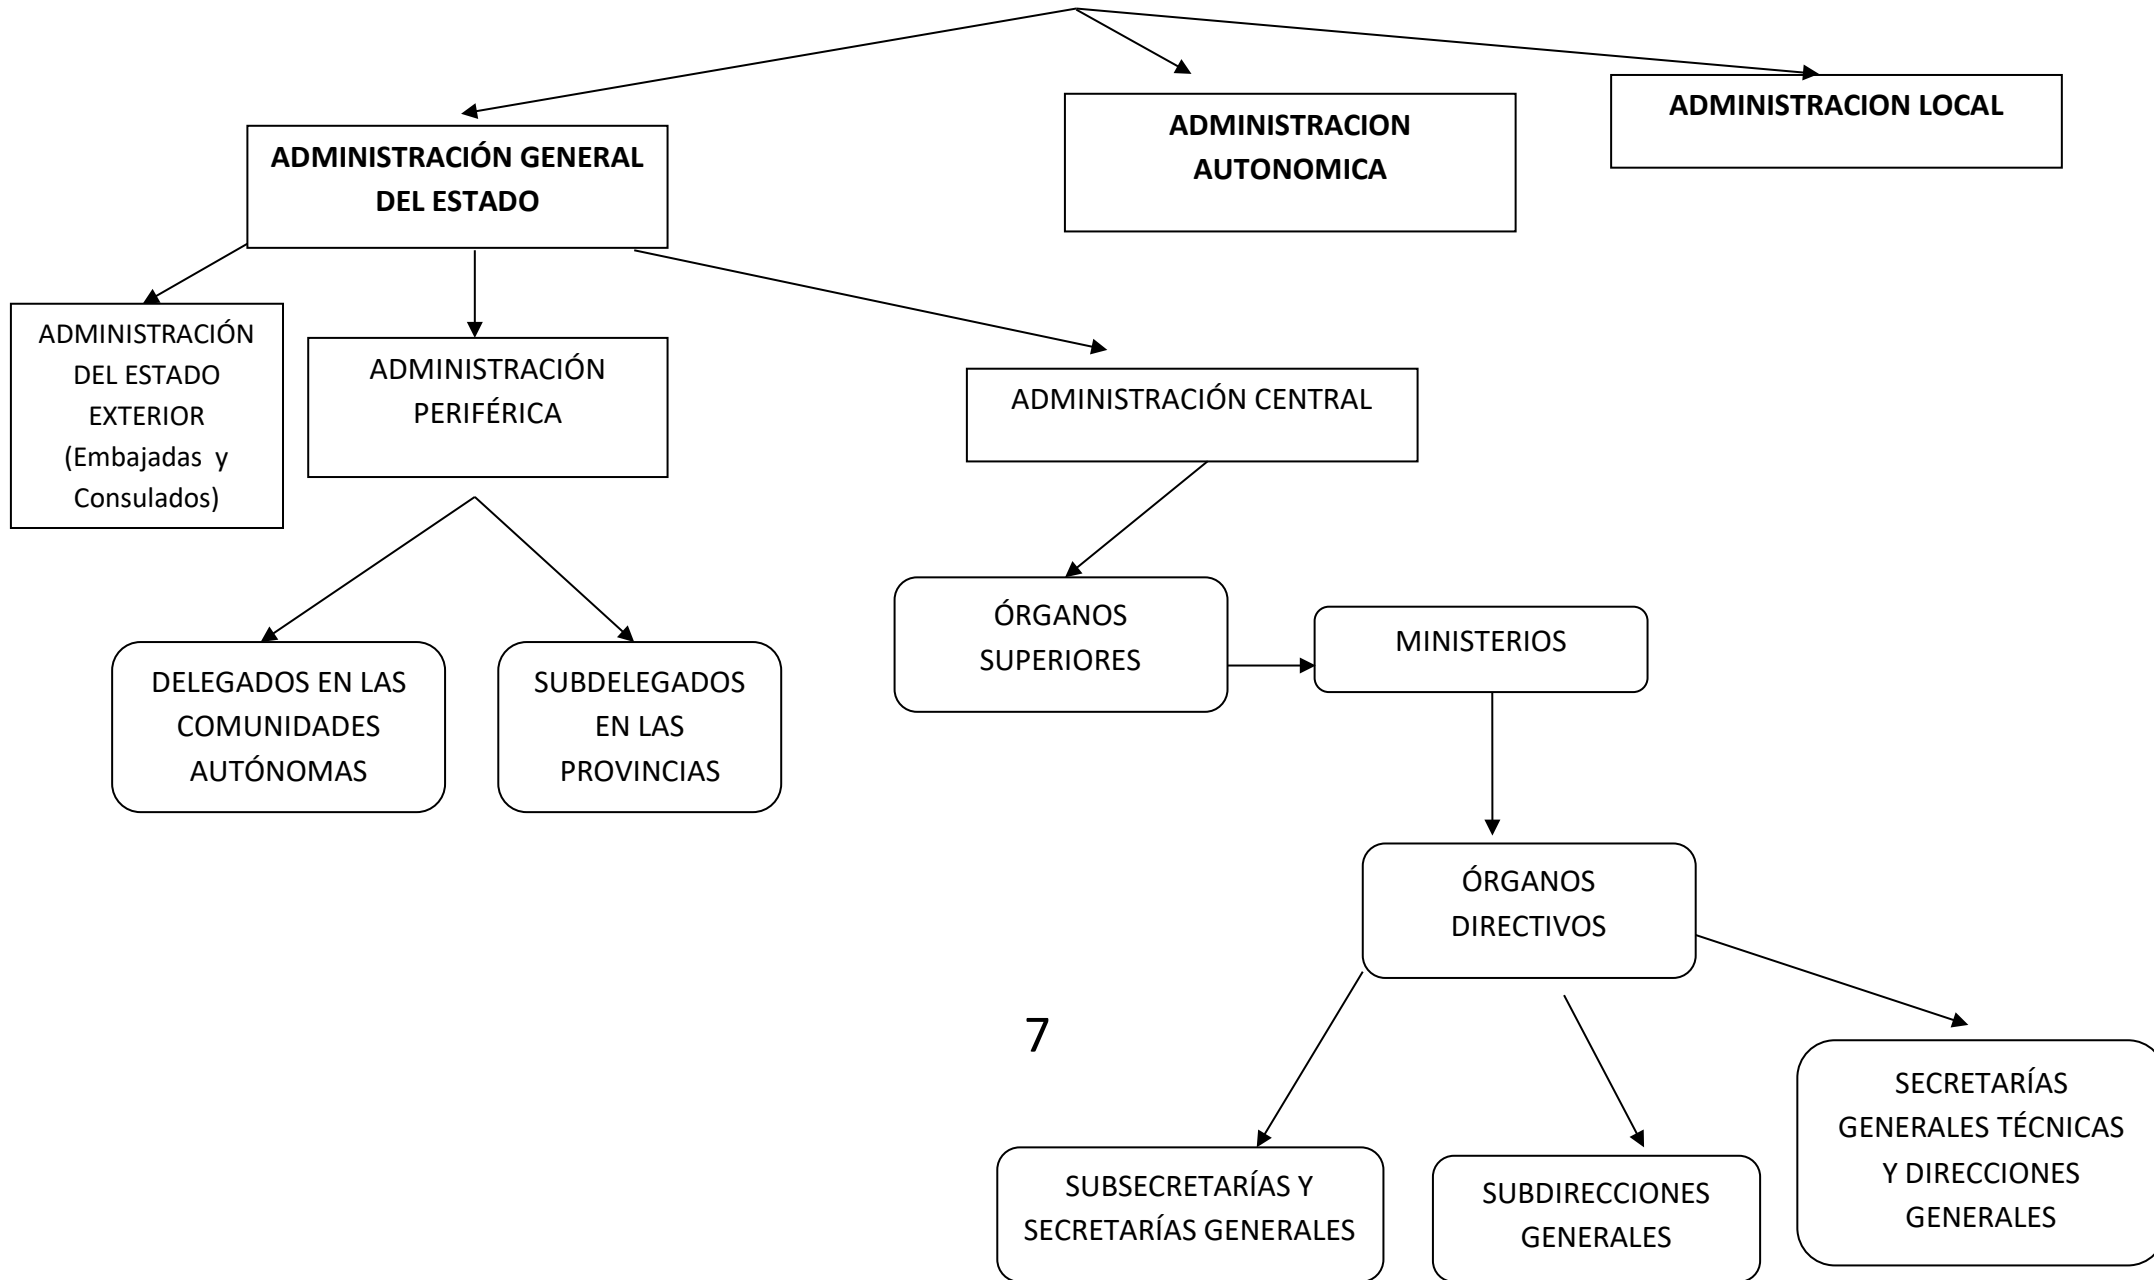 ADMINISTRACIÓN GENERAL
DEL ESTADO
ADMINISTRACION
AUTONOMICA
ADMINISTRACION LOCAL
ADMINISTRACIÓN
DEL ESTADO
EXTERIOR
(Embajadas y
Consulados)
ADMINISTRACIÓN
PERIFÉRICA
ADMINISTRACIÓN CENTRAL
DELEGADOS EN LAS
COMUNIDADES
AUTÓNOMAS
SUBDELEGADOS
EN LAS
PROVINCIAS
ÓRGANOS
SUPERIORES
MINISTERIOS
ÓRGANOS
DIRECTIVOS
7
SUBSECRETARÍAS Y
SECRETARÍAS GENERALES
SUBDIRECCIONES
GENERALES
SECRETARÍAS
GENERALES TÉCNICAS
Y DIRECCIONES
GENERALES